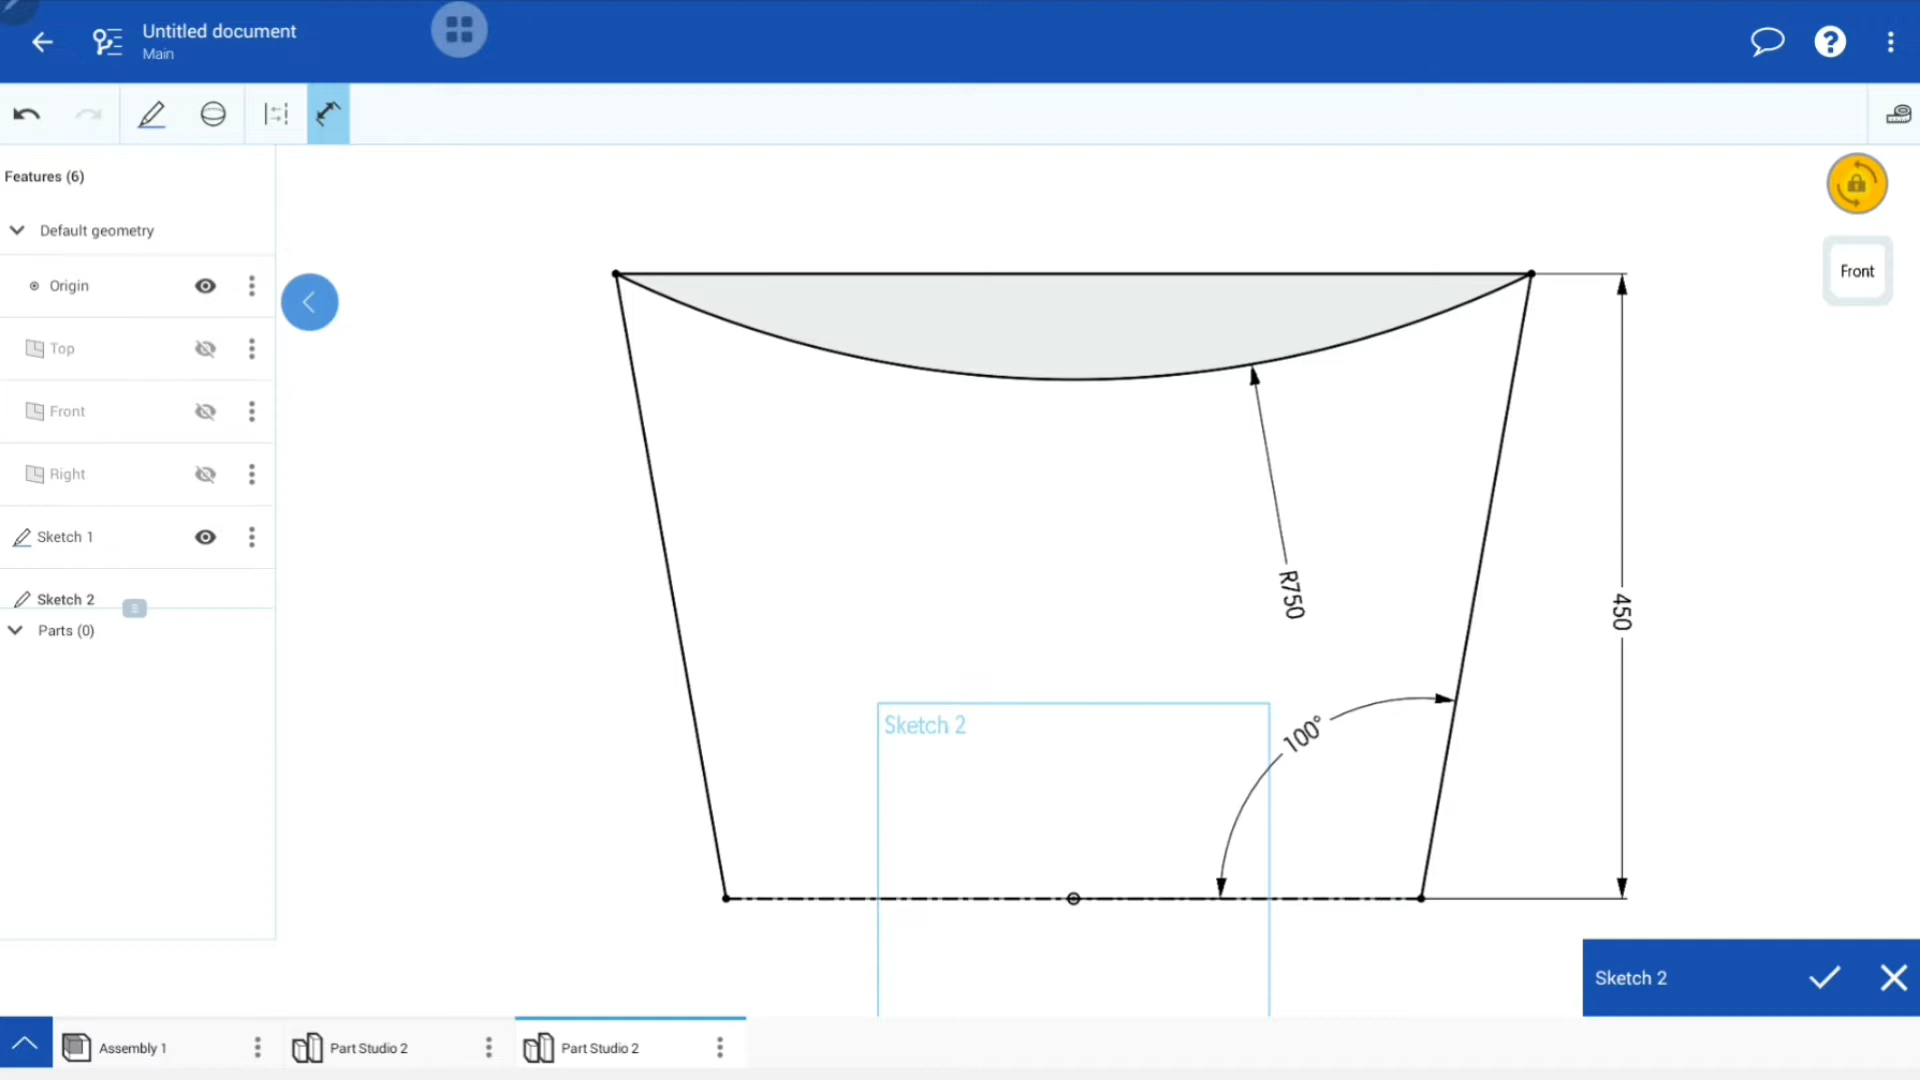 Untitled document
Main
Features (6)
Default geometry
Origin
Top
Front
Right
Sketch 1
Sketch 2
Parts (0)
Front
R750
450
100°
Sketch 2
Sketch 2
Assembly 1
Part Studio 2
Part Studio 2